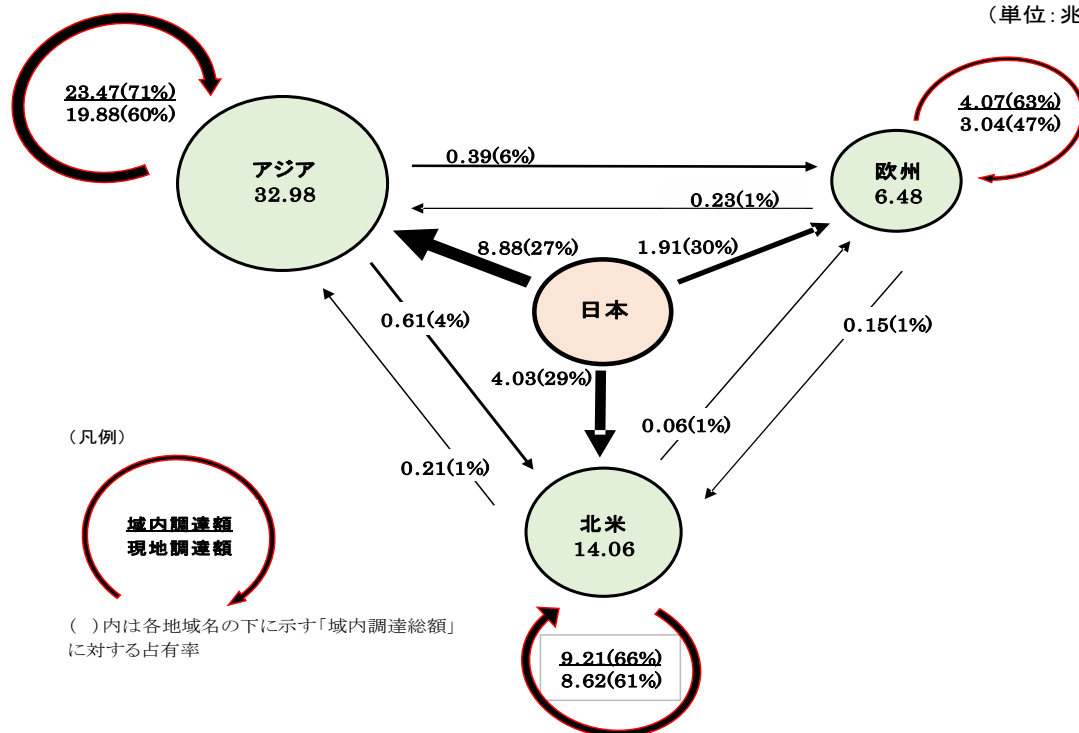 （単位：兆
23.47(71%)
19.88(60%)
4.07(63%)
3.04(47%)
アジア
32.98
0.39(6%)
欧州
6.48
0.23(1%)
8.88(27%)
1.91(30%)
日本
0.61(4%)
0.15(1%)
4.03(29%)
0.06(1%)
（凡例）
0.21(1%)
域内調達額
現地調達額
北米
14.06
(　)内は各地域名の下に示す「域内調達総額」
に対する占有率
9.21(66%)
8.62(61%)